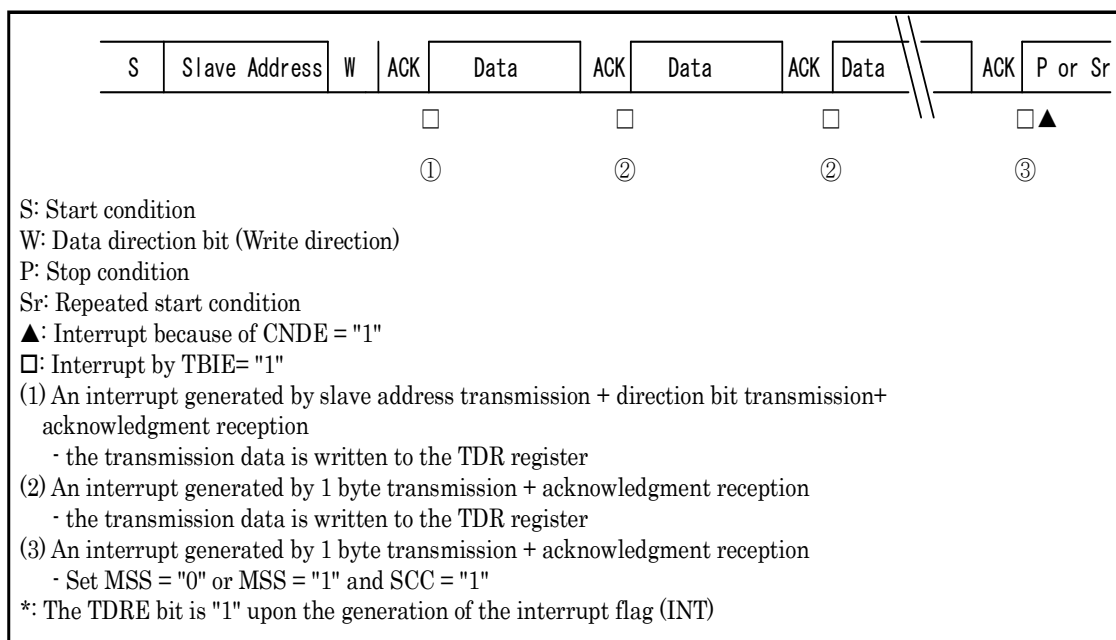 S Slave Address W ACK Data ACK Data ACK Data ACK P or Sr
□ □ □ □▲
① ② ② ③
S: Start condition
W: Data direction bit (Write direction)
P: Stop condition
Sr: Repeated start condition
▲: Interrupt because of CNDE = "1"
□: Interrupt by TBIE= "1"
(1) An interrupt generated by slave address transmission + direction bit transmission+
acknowledgment reception
- the transmission data is written to the TDR register
(2) An interrupt generated by 1 byte transmission + acknowledgment reception
- the transmission data is written to the TDR register
(3) An interrupt generated by 1 byte transmission + acknowledgment reception
- Set MSS = "0" or MSS = "1" and SCC = "1"
*: The TDRE bit is "1" upon the generation of the interrupt flag (INT)